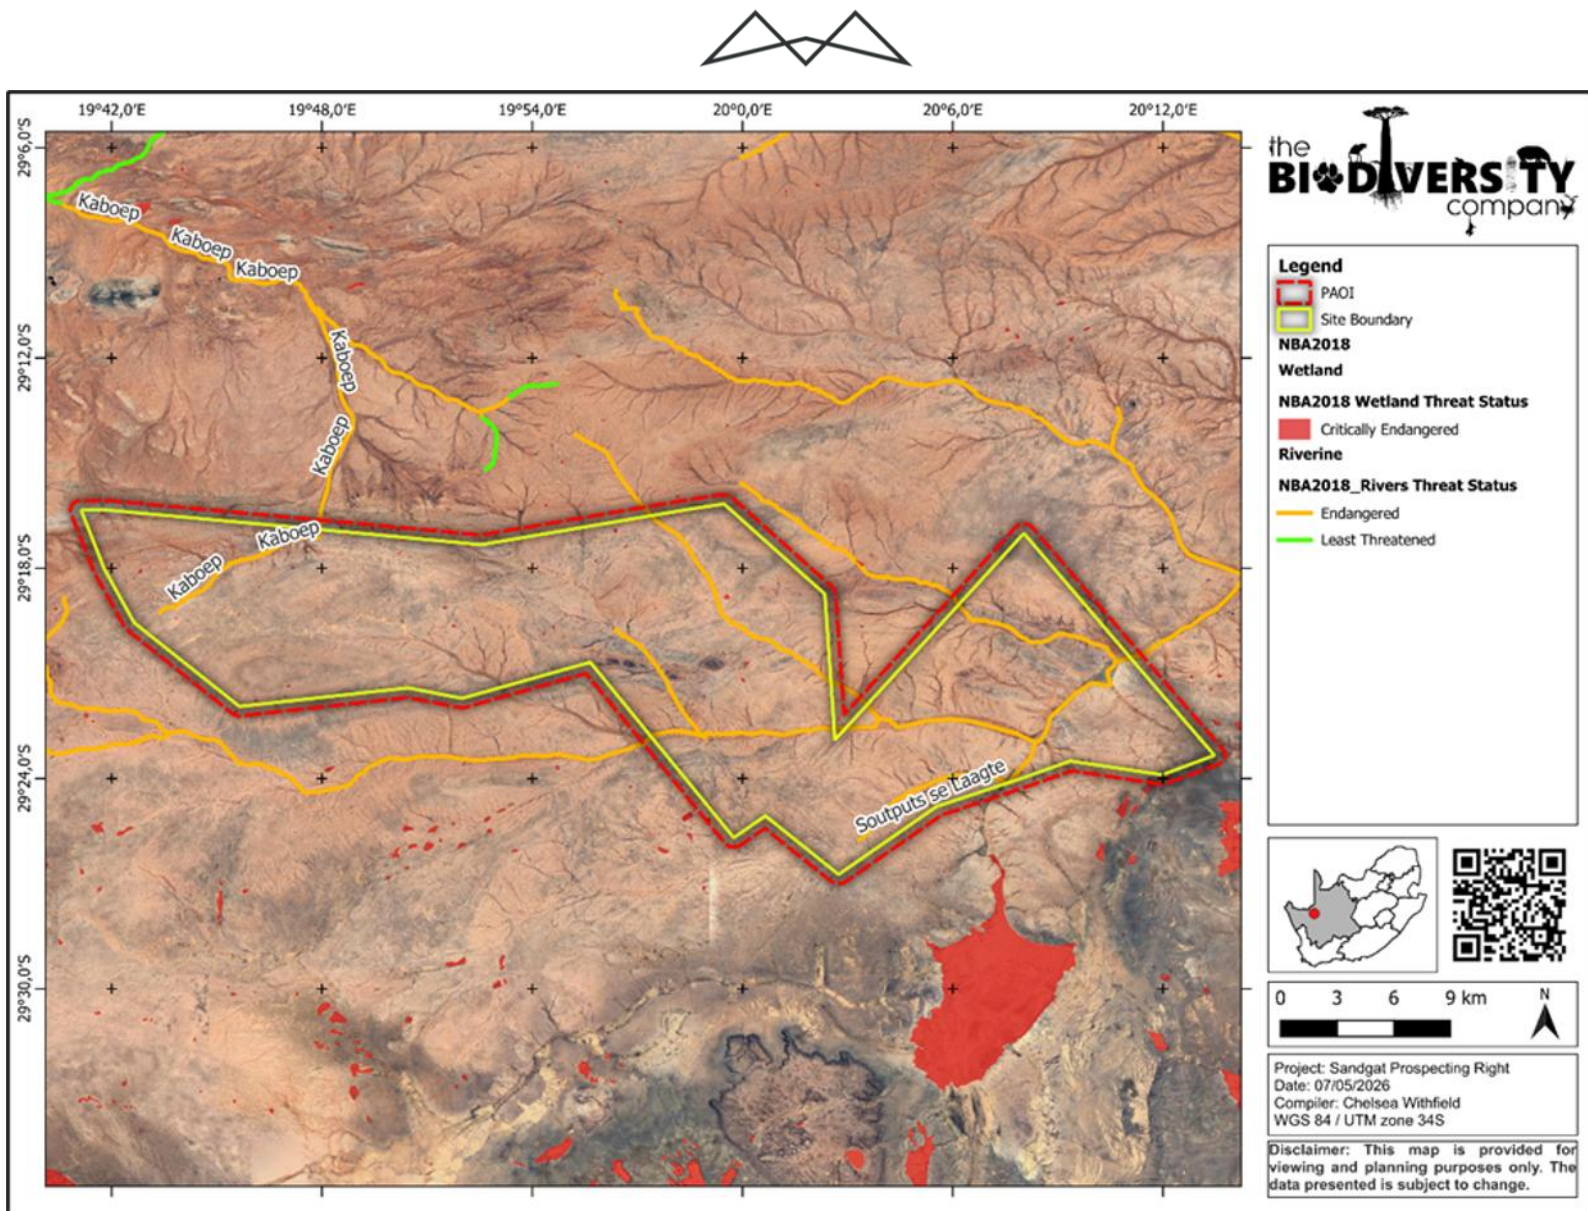 19°42,0'E 19°48,0'E 19°54,0'E 20°0,0'E 20°6,0'E 20°12,0'E
29°6,0'S
29°12,0'S
29°18,0'S
29°24,0'S
29°30,0'S
Kaboep
Kaboep
Kaboep
Kaboep
Kaboep
Kaboep
Kaboep
Soutputs se Laagte
the
BIODIVERSITY
company
Legend
PAOI
Site Boundary
NBA2018
Wetland
NBA2018 Wetland Threat Status
Critically Endangered
Riverine
NBA2018_Rivers Threat Status
Endangered
Least Threatened
0 3 6 9 km
N
Project: Sandgat Prospecting Right
Date: 07/05/2026
Compiler: Chelsea Withfield
WGS 84 / UTM zone 34S
Disclaimer: This map is provided for
viewing and planning purposes only. The
data presented is subject to change.